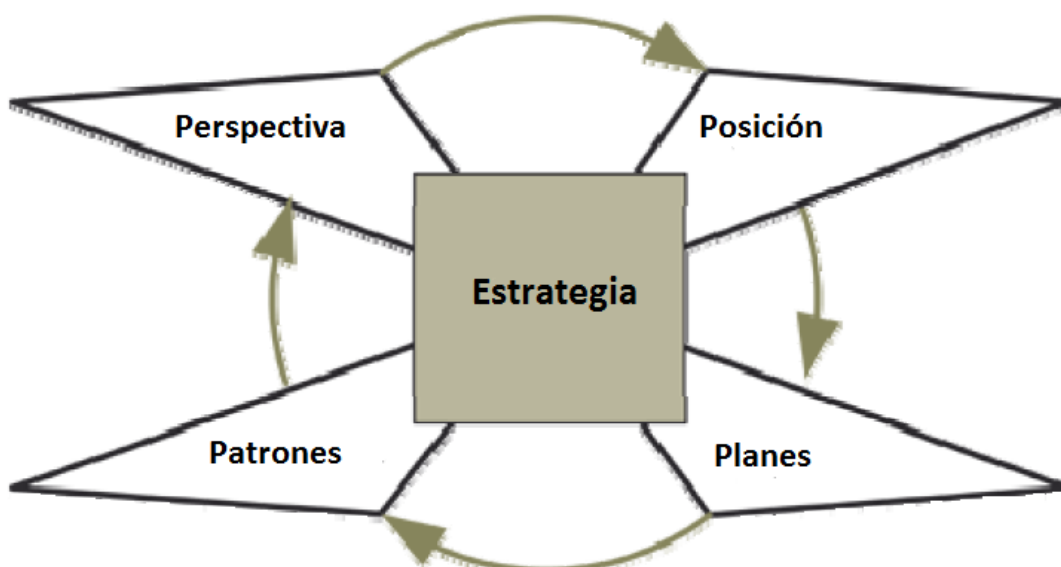 Perspectiva
Posición
Estrategia
Patrones
Planes